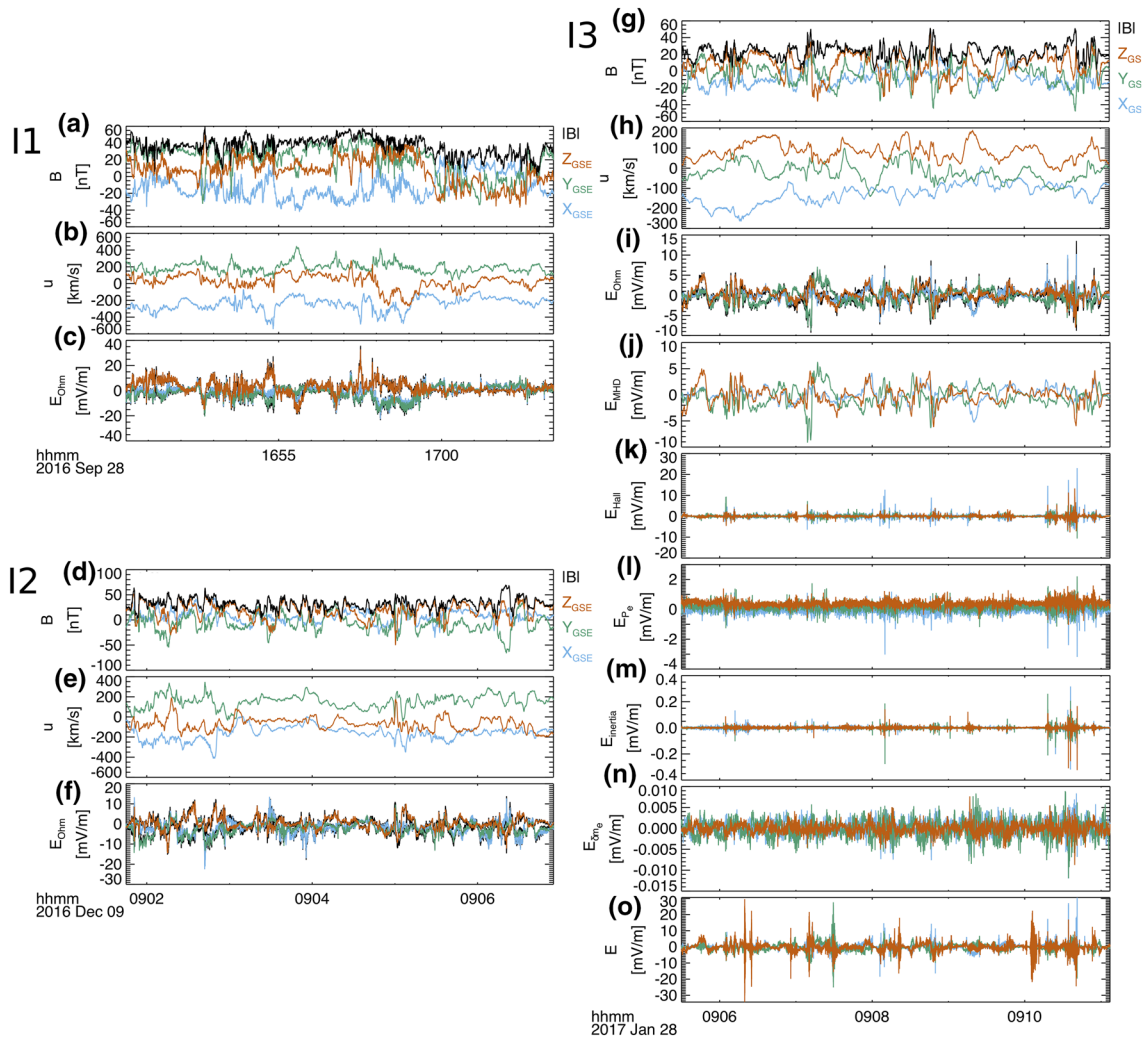 I1
(a)
60
40
20
0
-20
-40
-60
B
[nT]
|B|
Z_GSE
Y_GSE
X_GSE
(b)
600
400
200
0
-200
-400
-600
u
[km/s]
(c)
40
20
0
-20
-40
E_Ohm
[mV/m]
1655
1700
hhmm
2016 Sep 28
I2
(d)
100
50
0
-50
-100
B
[nT]
|B|
Z_GSE
Y_GSE
X_GSE
(e)
400
200
0
-200
-400
-600
u
[km/s]
(f)
20
10
0
-10
-20
-30
E_Ohm
[mV/m]
0902
0904
0906
hhmm
2016 Dec 09
I3
(g)
60
40
20
0
-20
-40
-60
B
[nT]
|B|
Z_GS
Y_GS
X_GS
(h)
200
100
0
-100
-200
-300
u
[km/s]
(i)
15
10
5
0
-5
-10
E_Ohm
[mV/m]
(j)
10
5
0
-5
-10
E_MHD
[mV/m]
(k)
30
20
10
0
-10
-20
E_Hall
[mV/m]
(l)
2
0
-2
-4
E_Pe
[mV/m]
(m)
0.4
0.2
0.0
-0.2
-0.4
E_inertia
[mV/m]
(n)
0.010
0.005
0.000
-0.005
-0.010
-0.015
E_δme
[mV/m]
(o)
30
20
10
0
-10
-20
-30
E
[mV/m]
0906
0908
0910
hhmm
2017 Jan 28